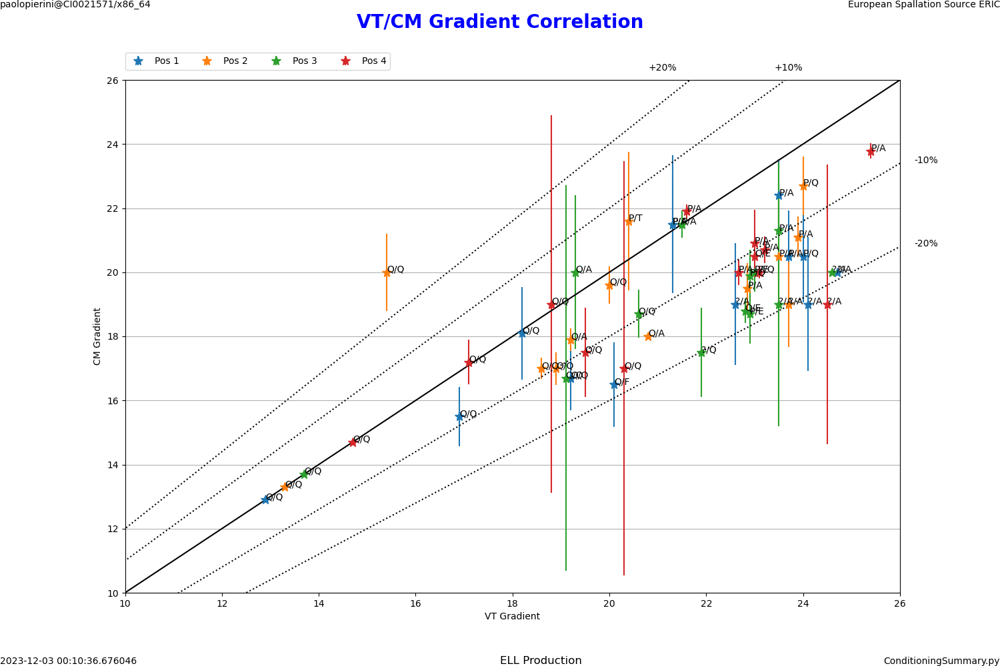 paolopierini@CI0021571/x86_64
European Spallation Source ERIC
VT/CM Gradient Correlation
Pos 1 Pos 2 Pos 3 Pos 4
+20% +10%
26
24
22
20
18
16
14
12
10
CM Gradient
P/A
-10%
P/Q
P/A
P/A
P/T
P/A
P/A
P/A
P/A
-20%
P/A
P/A
Q/E
P/A
P/A
P/Q
Q/Q
Q/A
P/A
?/A
Q/Q
P/A
Q/Q
?/A
Q/E
P/E
?/A
?/A
?/A
?/A
Q/Q
Q/Q
Q/A
Q/A
Q/Q
?/Q
Q/Q
Q/Q
Q/Q
Q/Q
Q/Q
Q/F
Q/Q
Q/Q
Q/Q
Q/Q
Q/Q
10 12 14 16 18 20 22 24 26
VT Gradient
2023-12-03 00:10:36.676046
ELL Production
ConditioningSummary.py